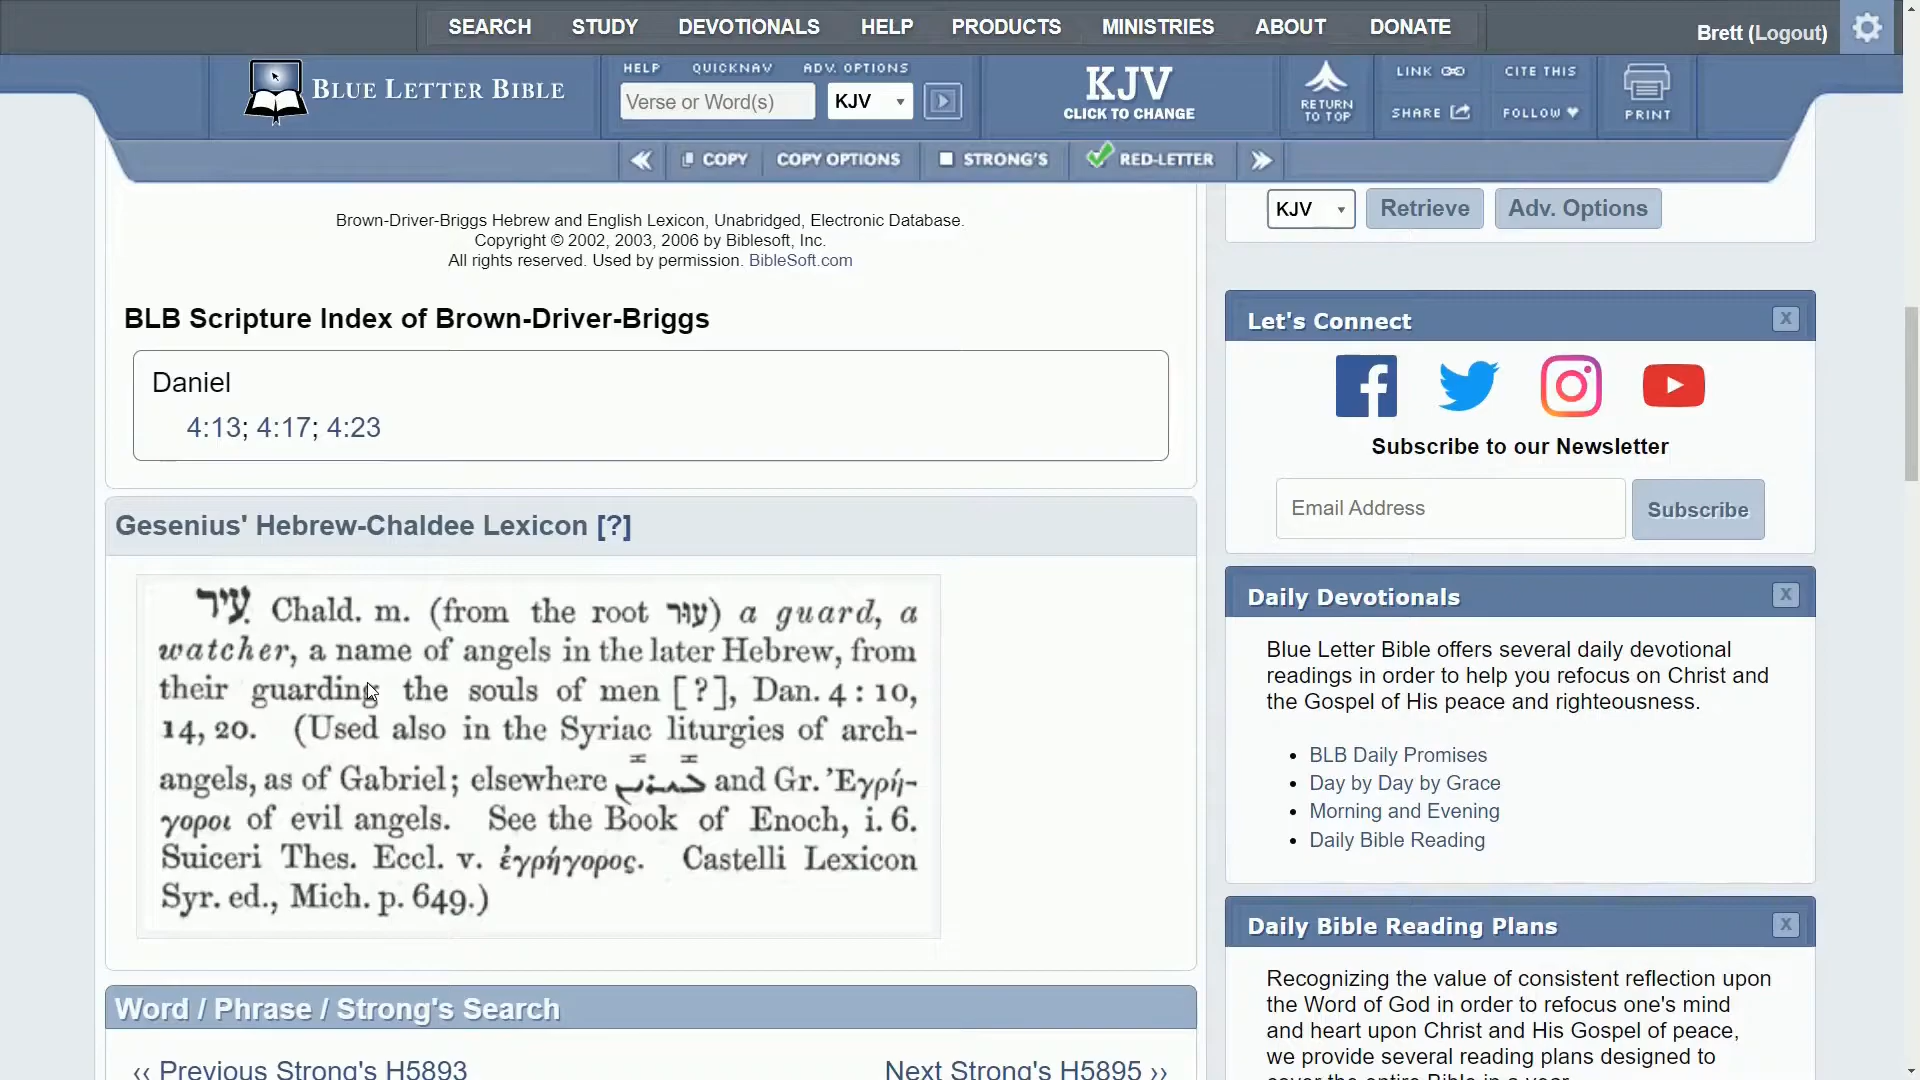 SEARCH STUDY DEVOTIONALS HELP PRODUCTS MINISTRIES ABOUT DONATE
Brett (Logout)
BLUE LETTER BIBLE
HELP QUICKNAV ADV. OPTIONS
Verse or Word(s) KJV
KJV
CLICK TO CHANGE
RETURN
TO TOP
LINK CITE THIS
SHARE FOLLOW
PRINT
COPY COPY OPTIONS STRONG'S RED-LETTER
Brown-Driver-Briggs Hebrew and English Lexicon, Unabridged, Electronic Database.
Copyright © 2002, 2003, 2006 by Biblesoft, Inc.
All rights reserved. Used by permission. BibleSoft.com
BLB Scripture Index of Brown-Driver-Briggs
Daniel
4:13; 4:17; 4:23
Gesenius' Hebrew-Chaldee Lexicon [?]
עִיר Chald. m. (from the root עוּר) a guard, a
watcher, a name of angels in the later Hebrew, from
their guarding the souls of men [?], Dan. 4 : 10,
14, 20. (Used also in the Syriac liturgies of arch-
angels, as of Gabriel; elsewhere and Gr. Ἐγρή-
γοροι of evil angels. See the Book of Enoch, i. 6.
Suiceri Thes. Eccl. v. ἐγρήγορος. Castelli Lexicon
Syr. ed., Mich. p. 649.)
Word / Phrase / Strong's Search
‹‹ Previous Strong's H5893 Next Strong's H5895 ››
KJV Retrieve Adv. Options
Let's Connect X
Subscribe to our Newsletter
Email Address Subscribe
Daily Devotionals X
Blue Letter Bible offers several daily devotional
readings in order to help you refocus on Christ and
the Gospel of His peace and righteousness.
• BLB Daily Promises
• Day by Day by Grace
• Morning and Evening
• Daily Bible Reading
Daily Bible Reading Plans X
Recognizing the value of consistent reflection upon
the Word of God in order to refocus one's mind
and heart upon Christ and His Gospel of peace,
we provide several reading plans designed to
cover the entire Bible in a year.